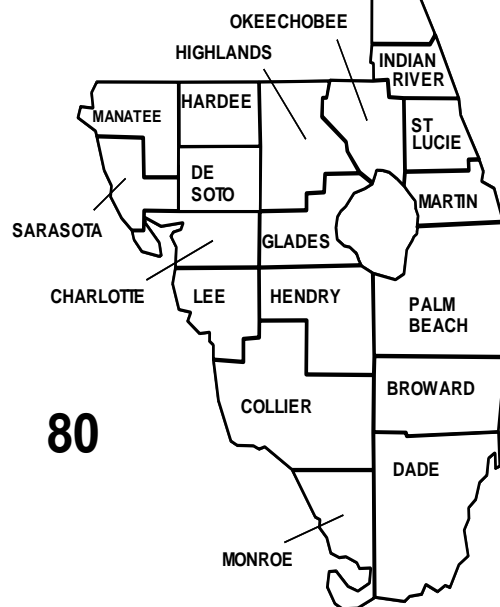 OKEECHOBEE
HIGHLANDS
INDIAN
RIVER
HARDEE
MANATEE
ST
LUCIE
DE
SOTO
MARTIN
SARASOTA
GLADES
CHARLOTTE
LEE
HENDRY
PALM
BEACH
BROWARD
COLLIER
80
DADE
MONROE